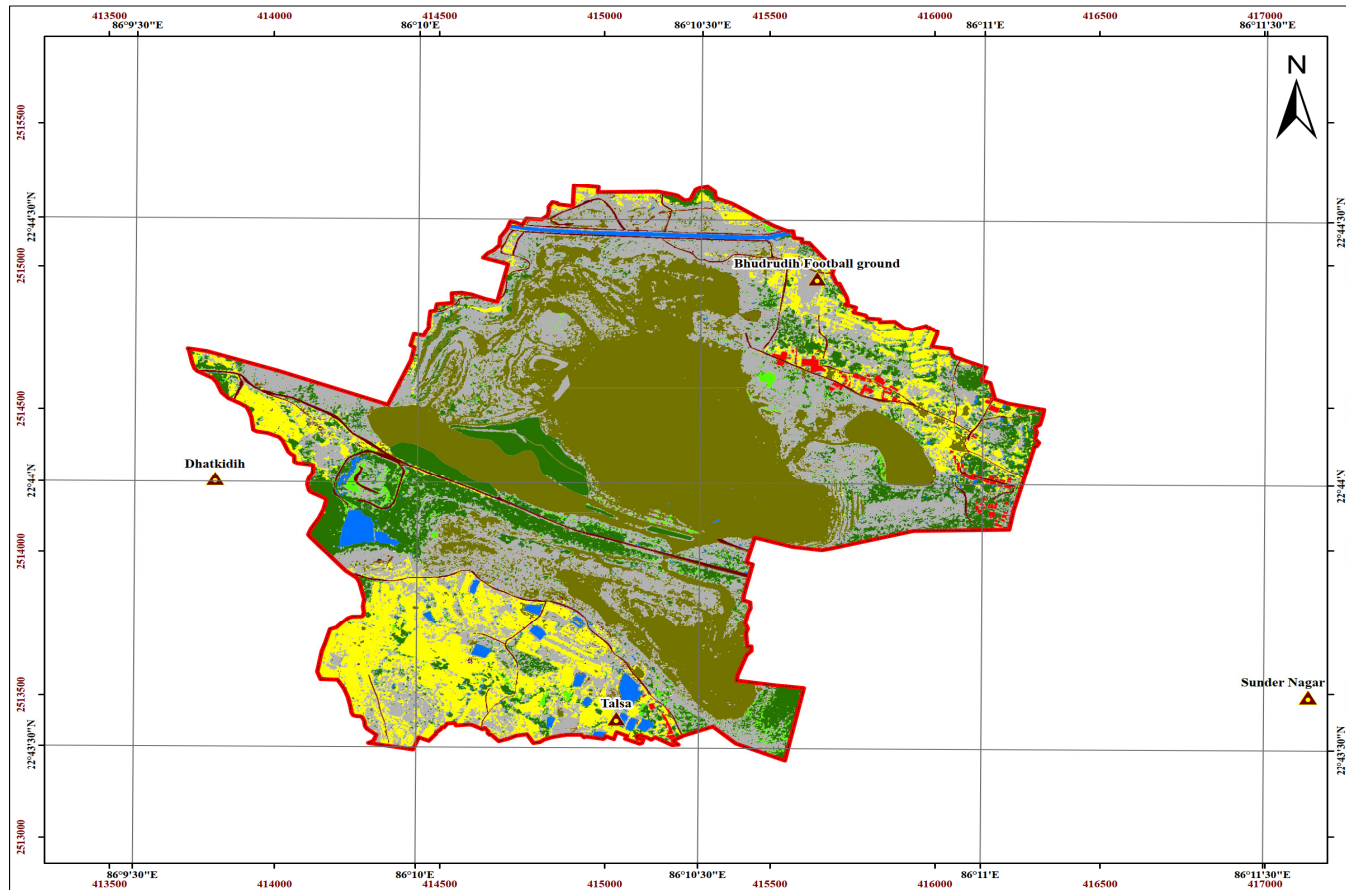 413500 414000 414500 415000 415500 416000 416500 417000
86°9'30"E 86°10'E 86°10'30"E 86°11'E 86°11'30"E
N
2515500
22°44'30"N 22°44'30"N
2515000
Bhudrudih Football ground
2514500
Dhatkidih
22°44'N 22°44'N
2514000
Sunder Nagar
2513500
Talsa
22°43'30"N 22°43'30"N
2513000
86°9'30"E 86°10'E 86°10'30"E 86°11'E 86°11'30"E
413500 414000 414500 415000 415500 416000 416500 417000